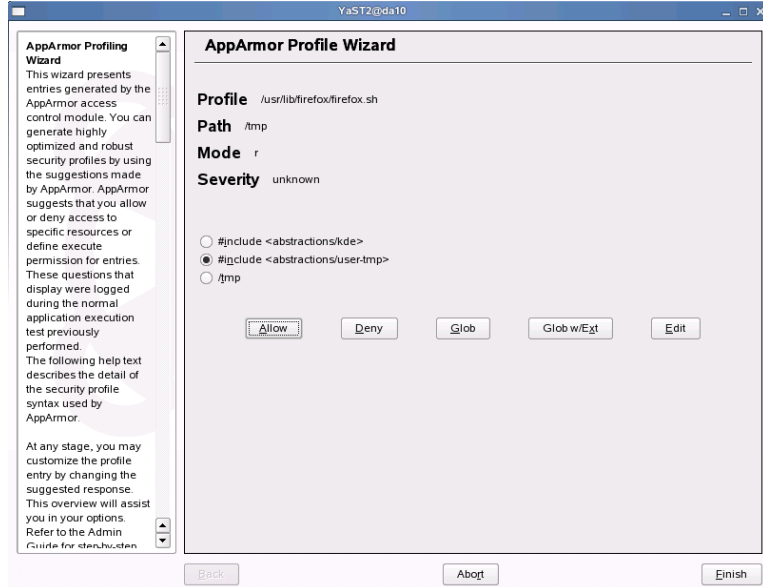 YaST2@da10
AppArmor Profiling
Wizard
This wizard presents
entries generated by the
AppArmor access
control module. You can
generate highly
optimized and robust
security profiles by using
the suggestions made
by AppArmor. AppArmor
suggests that you allow
or deny access to
specific resources or
define execute
permission for entries.
These questions that
display were logged
during the normal
application execution
test previously
performed.
The following help text
describes the detail of
the security profile
syntax used by
AppArmor.
At any stage, you may
customize the profile
entry by changing the
suggested response.
This overview will assist
you in your options.
Refer to the Admin
Guide for step-by-step
AppArmor Profile Wizard
Profile /usr/lib/firefox/firefox.sh
Path /tmp
Mode r
Severity unknown
#include <abstractions/kde>
#include <abstractions/user-tmp>
/tmp
Allow Deny Glob Glob w/Ext Edit
Back Abort Finish